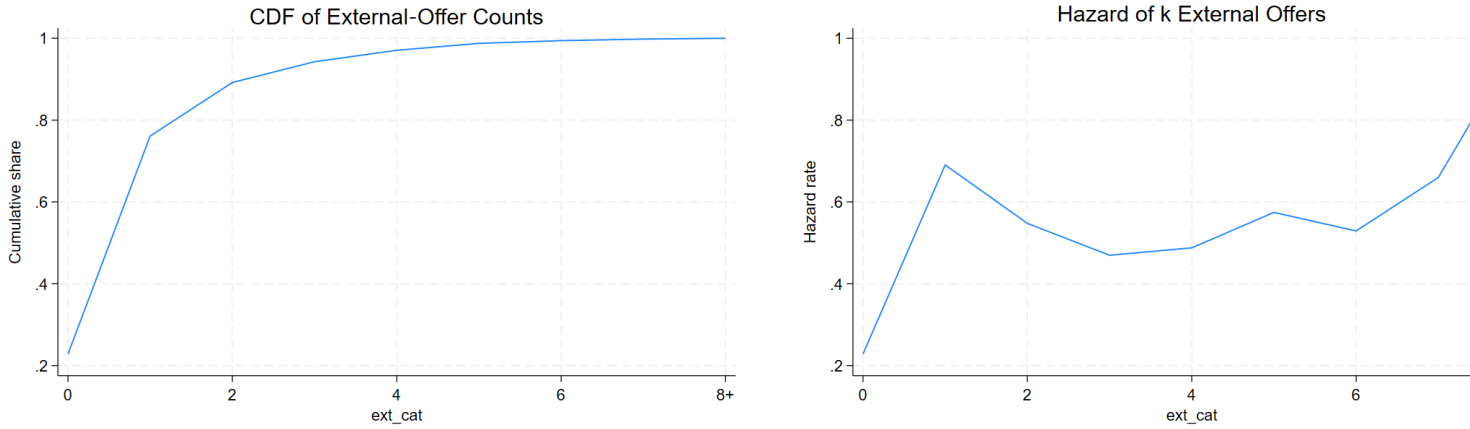 CDF of External-Offer Counts
1
.8
.6
.4
.2
Cumulative share
0 2 4 6 8+
ext_cat
Hazard of k External Offers
1
.8
.6
.4
.2
Hazard rate
0 2 4 6
ext_cat